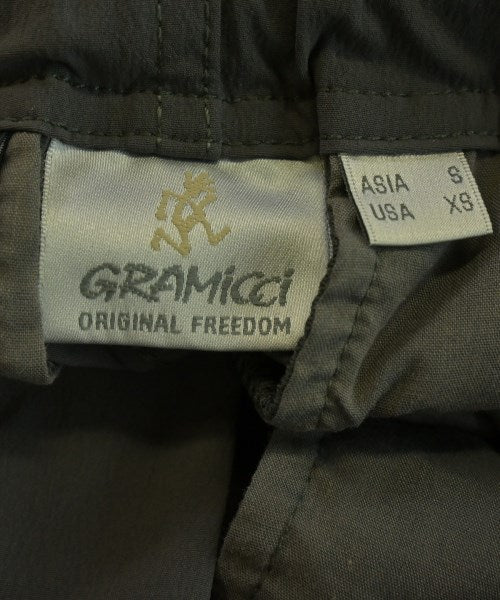 GRAMiCCi
ORIGINAL FREEDOM
ASIA S
USA XS